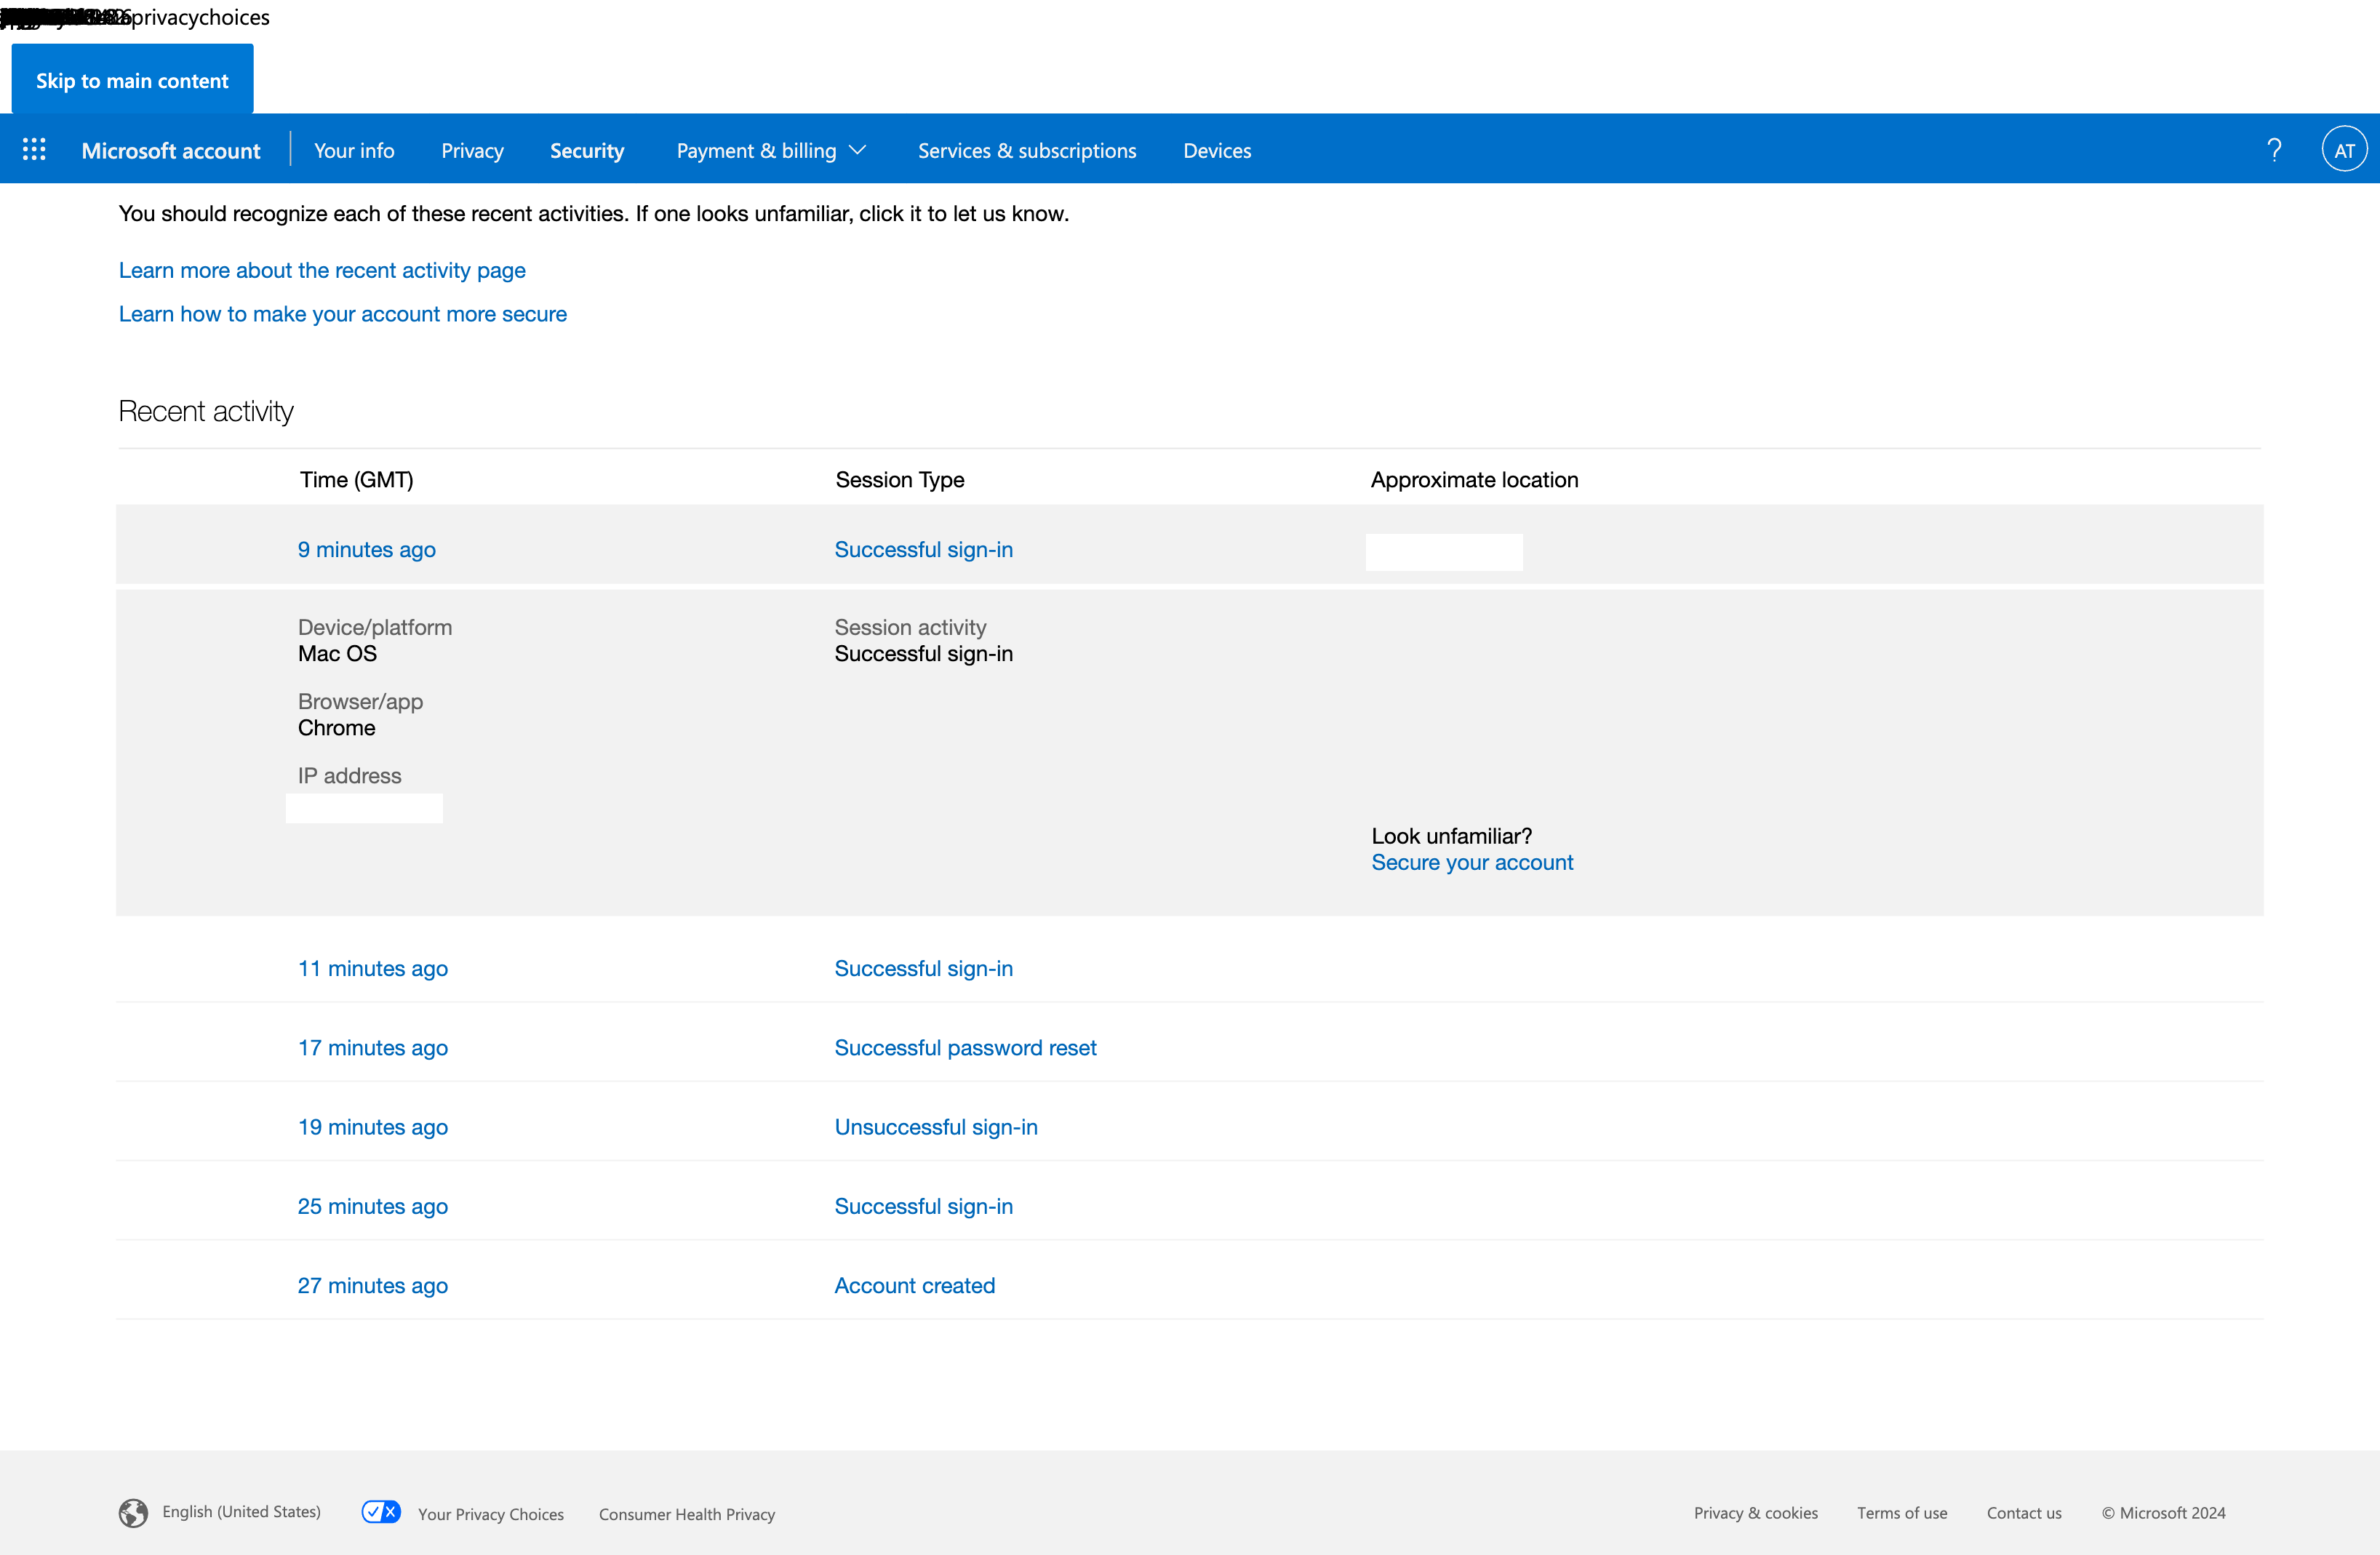 privacychoices
Skip to main content
Microsoft account Your info Privacy Security Payment & billing Services & subscriptions Devices ? AT
You should recognize each of these recent activities. If one looks unfamiliar, click it to let us know.
Learn more about the recent activity page
Learn how to make your account more secure
Recent activity
Time (GMT) Session Type Approximate location
9 minutes ago Successful sign-in
Device/platform Session activity
Mac OS Successful sign-in
Browser/app
Chrome
IP address
Look unfamiliar?
Secure your account
11 minutes ago Successful sign-in
17 minutes ago Successful password reset
19 minutes ago Unsuccessful sign-in
25 minutes ago Successful sign-in
27 minutes ago Account created
English (United States) Your Privacy Choices Consumer Health Privacy Privacy & cookies Terms of use Contact us © Microsoft 2024